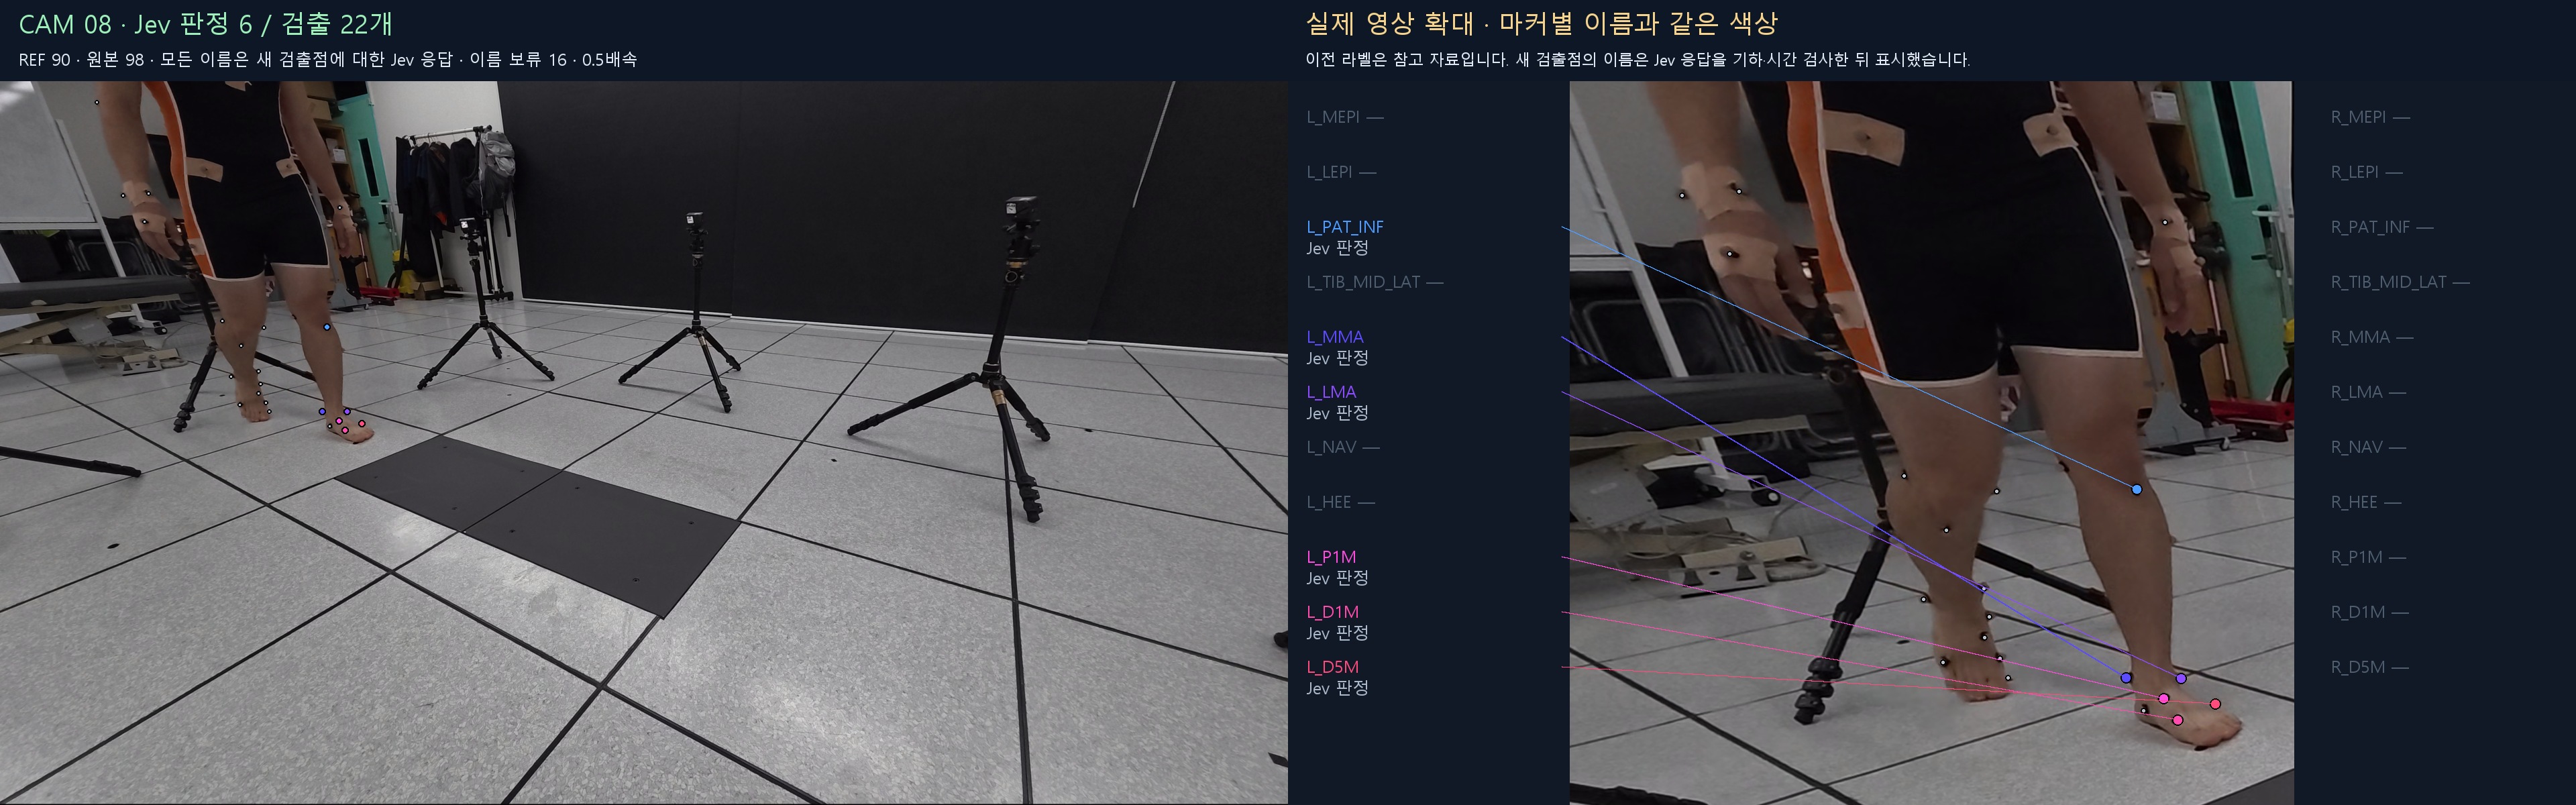 CAM 08 · Jev 판정 6 / 검출 22개
REF 90 · 원본 98 · 모든 이름은 새 검출점에 대한 Jev 응답 · 이름 보류 16 · 0.5배속
실제 영상 확대 · 마커별 이름과 같은 색상
이전 라벨은 참고 자료입니다. 새 검출점의 이름은 Jev 응답을 기하·시간 검사한 뒤 표시했습니다.
L_MEPI —
L_LEPI —
L_PAT_INF
Jev 판정
L_TIB_MID_LAT —
L_MMA
Jev 판정
L_LMA
Jev 판정
L_NAV —
L_HEE —
L_P1M
Jev 판정
L_D1M
Jev 판정
L_D5M
Jev 판정
R_MEPI —
R_LEPI —
R_PAT_INF —
R_TIB_MID_LAT —
R_MMA —
R_LMA —
R_NAV —
R_HEE —
R_P1M —
R_D1M —
R_D5M —